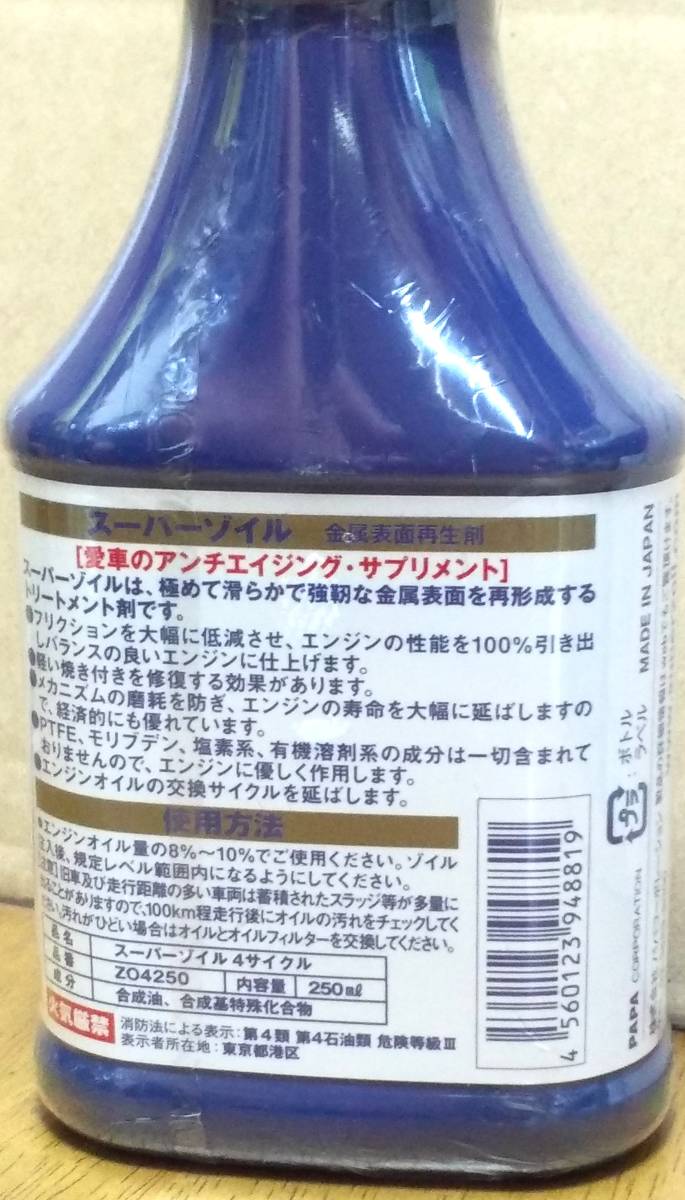 スーパーゾイル 金属表面再生剤
[愛車のアンチエイジング・サプリメント]
スーパーゾイルは、極めて滑らかで強靭な金属表面を再形成する
トリートメント剤です。
●フリクションを大幅に低減させ、エンジンの性能を100%引き出
しバランスの良いエンジンに仕上げます。
●軽い焼き付きを修復する効果があります。
●メカニズムの磨耗を防ぎ、エンジンの寿命を大幅に延ばしますの
で、経済的にも優れています。
●PTFE、モリブデン、塩素系、有機溶剤系の成分は一切含まれて
おりませんので、エンジンに優しく作用します。
●エンジンオイルの交換サイクルを延ばします。
使用方法
●エンジンオイル量の8%〜10%でご使用ください。ゾイル
注入後、規定レベル範囲内になるようにしてください。
[注意]旧車及び走行距離の多い車両は蓄積されたスラッジ等が多量に
出ることがありますので、100km程走行後にオイルの汚れをチェックしてく
ださい。汚れがひどい場合はオイルとオイルフィルターを交換してください。
品名 スーパーゾイル 4サイクル
品番 ZO4250 内容量 250ml
成分 合成油、合成基特殊化合物
火気厳禁
消防法による表示:第4類 第4石油類 危険等級Ⅲ
表示者所在地:東京都港区
4 560123 948819
プラ
:ボトル
ラベル
MADE IN JAPAN
PAPA CORPORATION